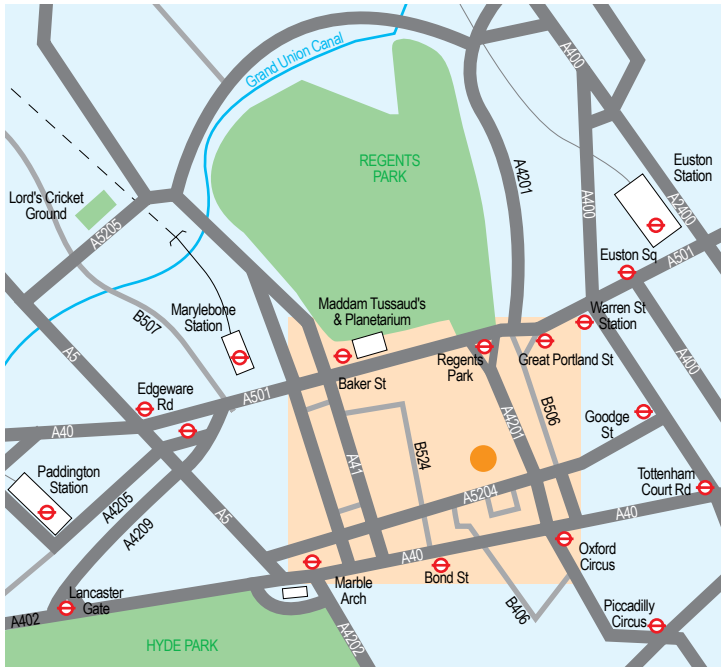 A400
Grand Union Canal
REGENTS
PARK
A4201
Euston
Station
Lord's Cricket
Ground
A5205
A400
A2400
Euston Sq
A501
B507
Marylebone
Station
Maddam Tussaud's
& Planetarium
Warren St
Station
A5
Regents
Park
Great Portland St
A400
Edgeware
Rd
A501
Baker St
A40
A4201
B506
Goodge
St
B524
A41
Paddington
Station
A4205
A5204
Tottenham
Court Rd
A4209
A5
A40
A40
Oxford
Circus
Marble
Arch
Bond St
Lancaster
Gate
B406
Piccadilly
Circus
A402
HYDE PARK
A4202